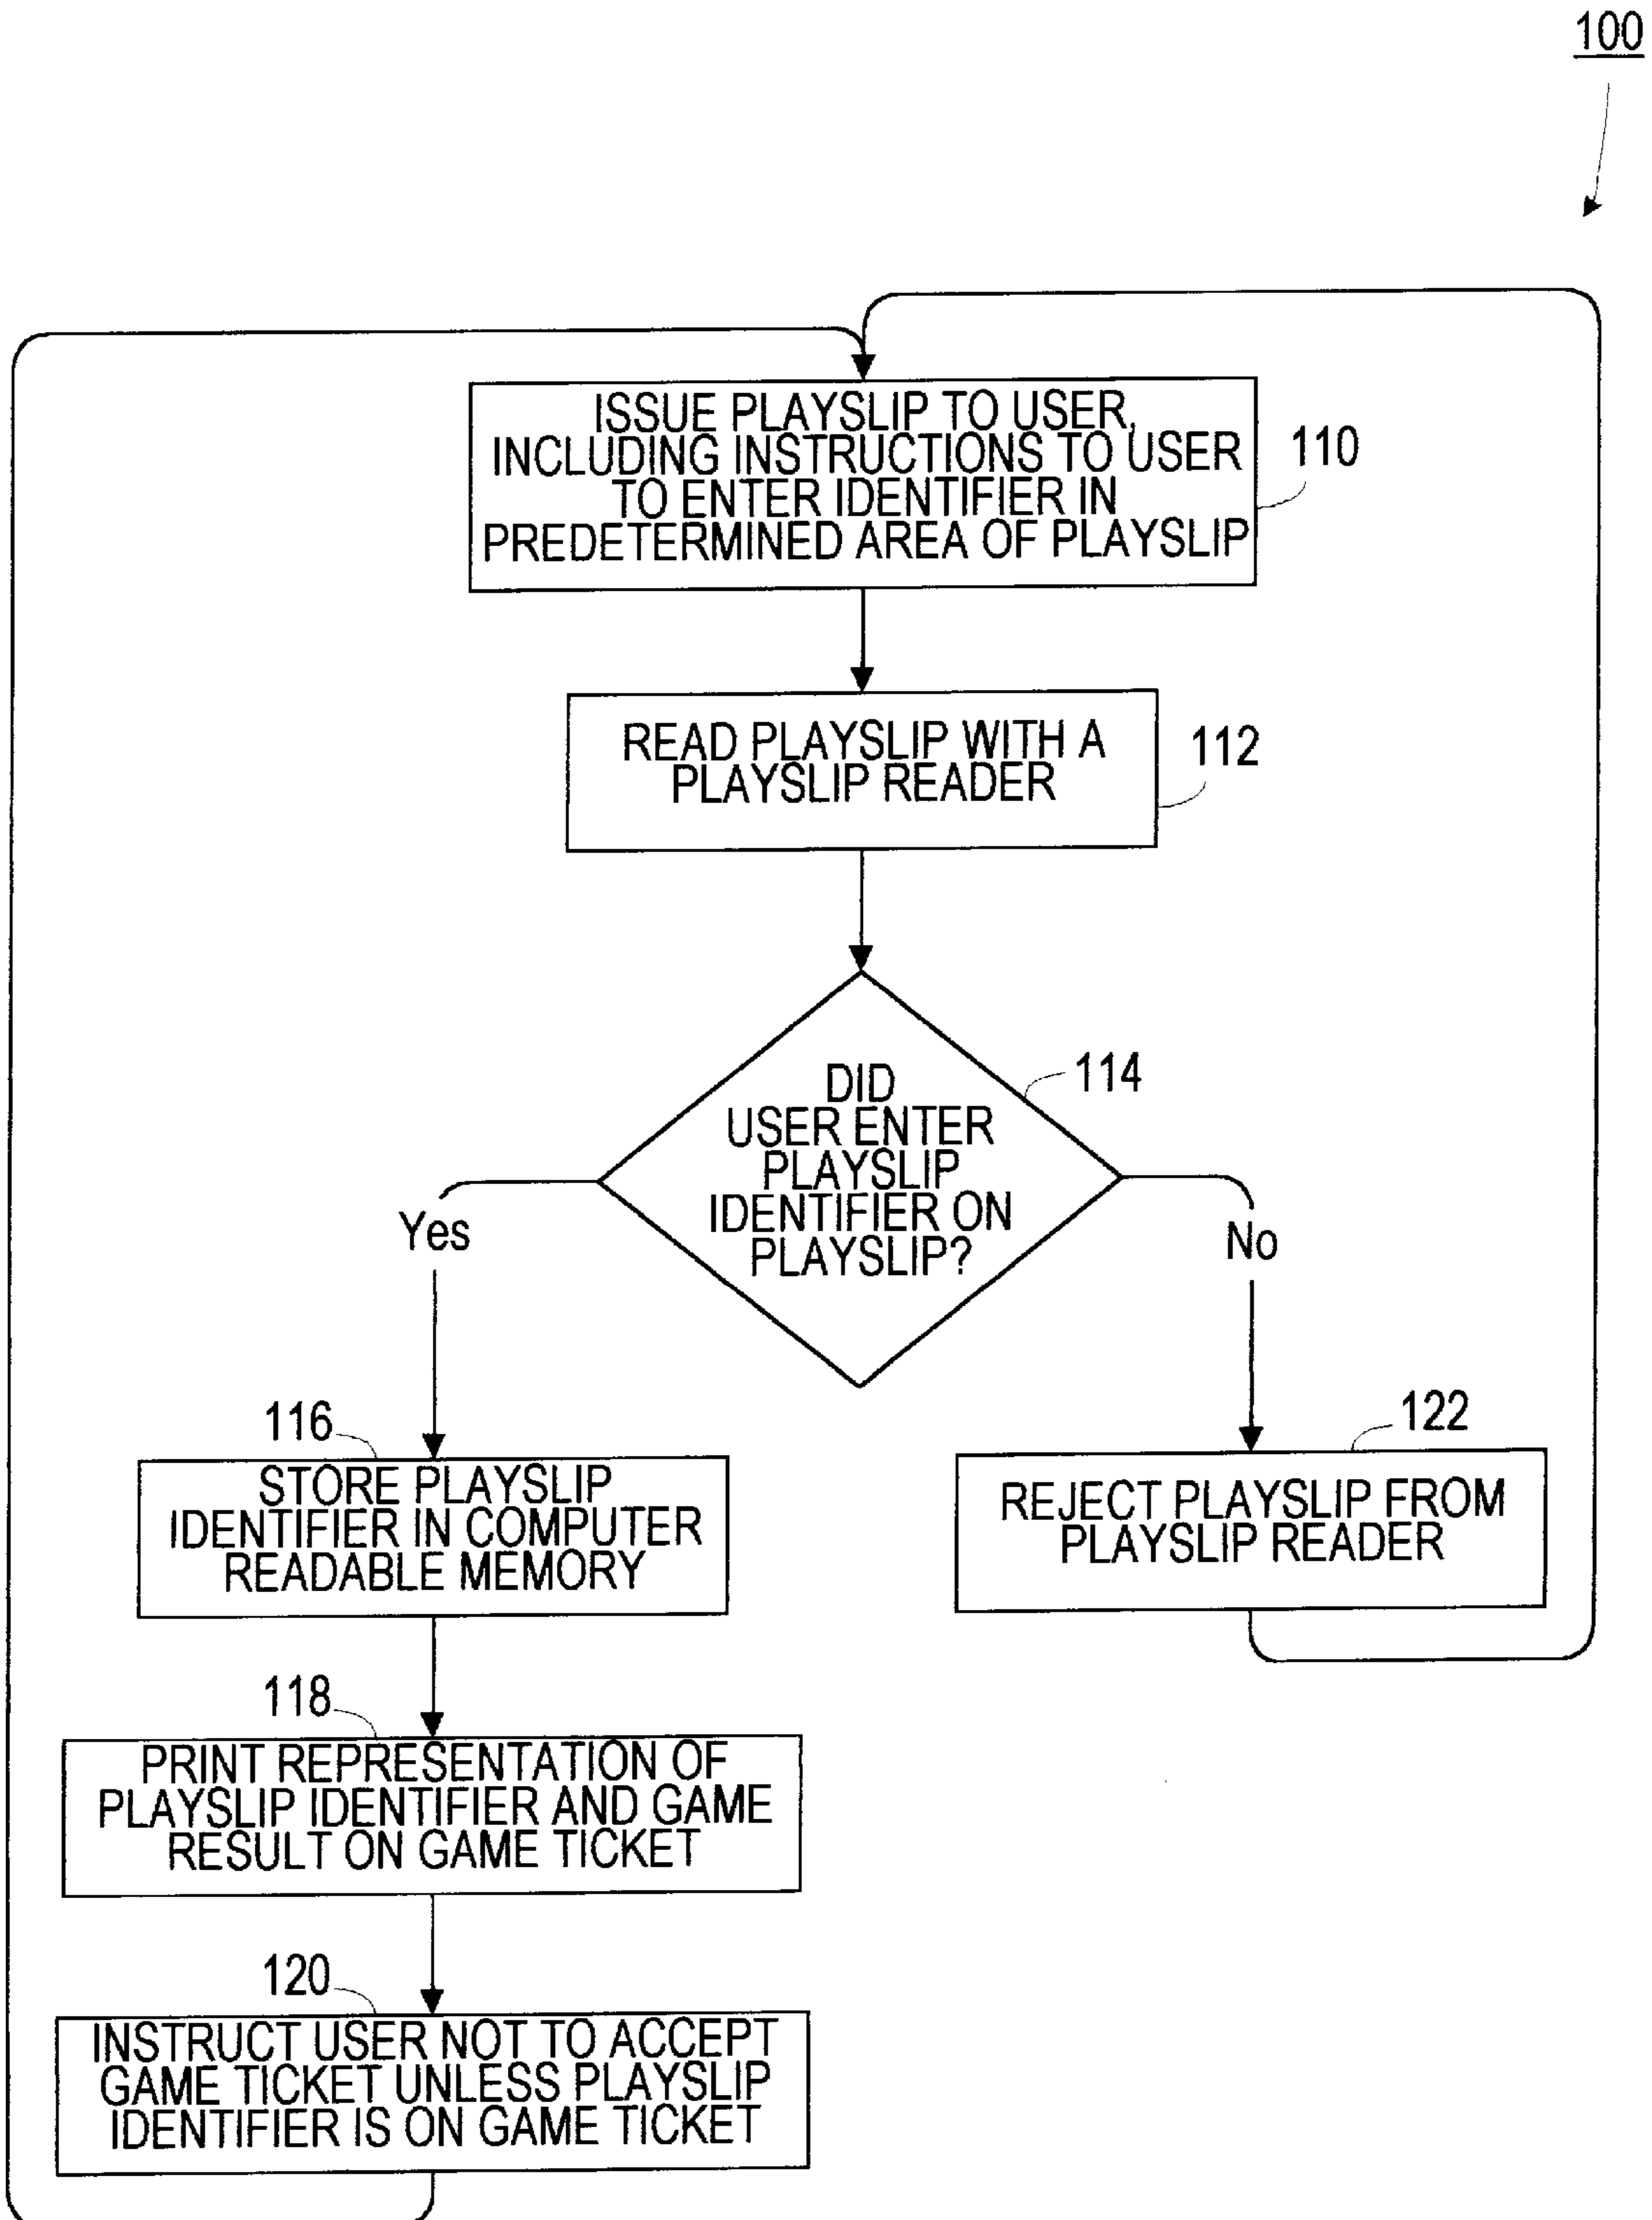 100
ISSUE PLAYSLIP TO USER,
INCLUDING INSTRUCTIONS TO USER
TO ENTER IDENTIFIER IN
PREDETERMINED AREA OF PLAYSLIP
110
READ PLAYSLIP WITH A
PLAYSLIP READER
112
DID
USER ENTER
PLAYSLIP
IDENTIFIER ON
PLAYSLIP?
114
Yes
No
116
STORE PLAYSLIP
IDENTIFIER IN COMPUTER
READABLE MEMORY
122
REJECT PLAYSLIP FROM
PLAYSLIP READER
118
PRINT REPRESENTATION OF
PLAYSLIP IDENTIFIER AND GAME
RESULT ON GAME TICKET
120
INSTRUCT USER NOT TO ACCEPT
GAME TICKET UNLESS PLAYSLIP
IDENTIFIER IS ON GAME TICKET